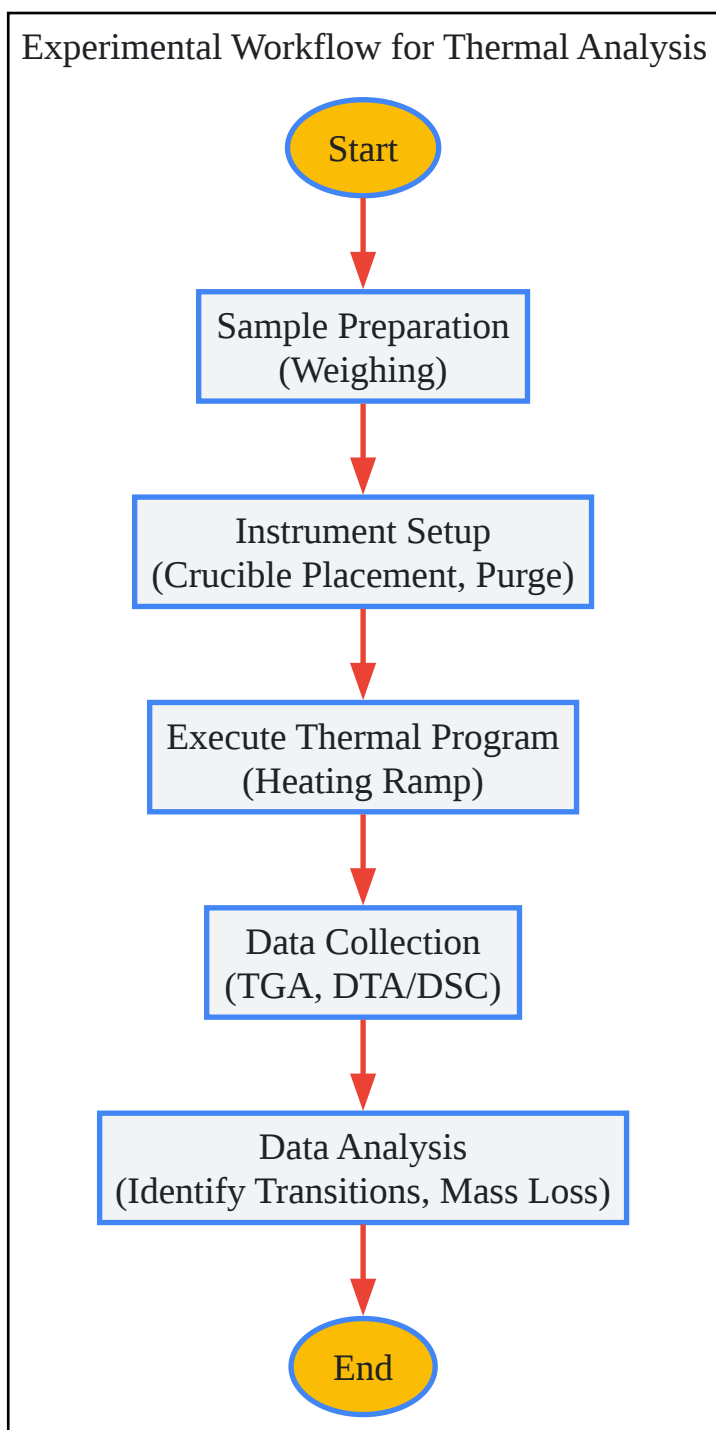 Experimental Workflow for Thermal Analysis
Start
Sample Preparation
(Weighing)
Instrument Setup
(Crucible Placement, Purge)
Execute Thermal Program
(Heating Ramp)
Data Collection
(TGA, DTA/DSC)
Data Analysis
(Identify Transitions, Mass Loss)
End